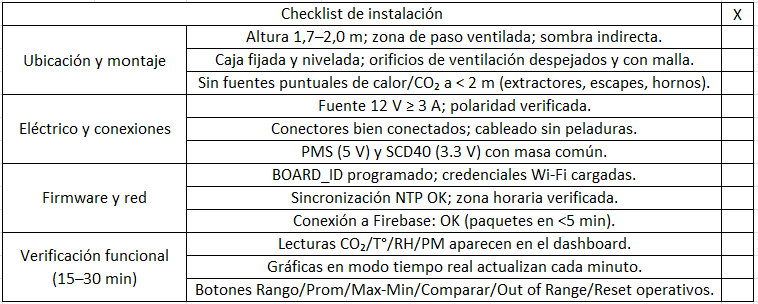 Checklist de instalación X
Ubicación y montaje
Altura 1,7–2,0 m; zona de paso ventilada; sombra indirecta.
Caja fijada y nivelada; orificios de ventilación despejados y con malla.
Sin fuentes puntuales de calor/CO₂ a < 2 m (extractores, escapes, hornos).
Eléctrico y conexiones
Fuente 12 V ≥ 3 A; polaridad verificada.
Conectores bien conectados; cableado sin peladuras.
PMS (5 V) y SCD40 (3.3 V) con masa común.
Firmware y red
BOARD_ID programado; credenciales Wi-Fi cargadas.
Sincronización NTP OK; zona horaria verificada.
Conexión a Firebase: OK (paquetes en <5 min).
Verificación funcional
(15–30 min)
Lecturas CO₂/T°/RH/PM aparecen en el dashboard.
Gráficas en modo tiempo real actualizan cada minuto.
Botones Rango/Prom/Max-Min/Comparar/Out of Range/Reset operativos.